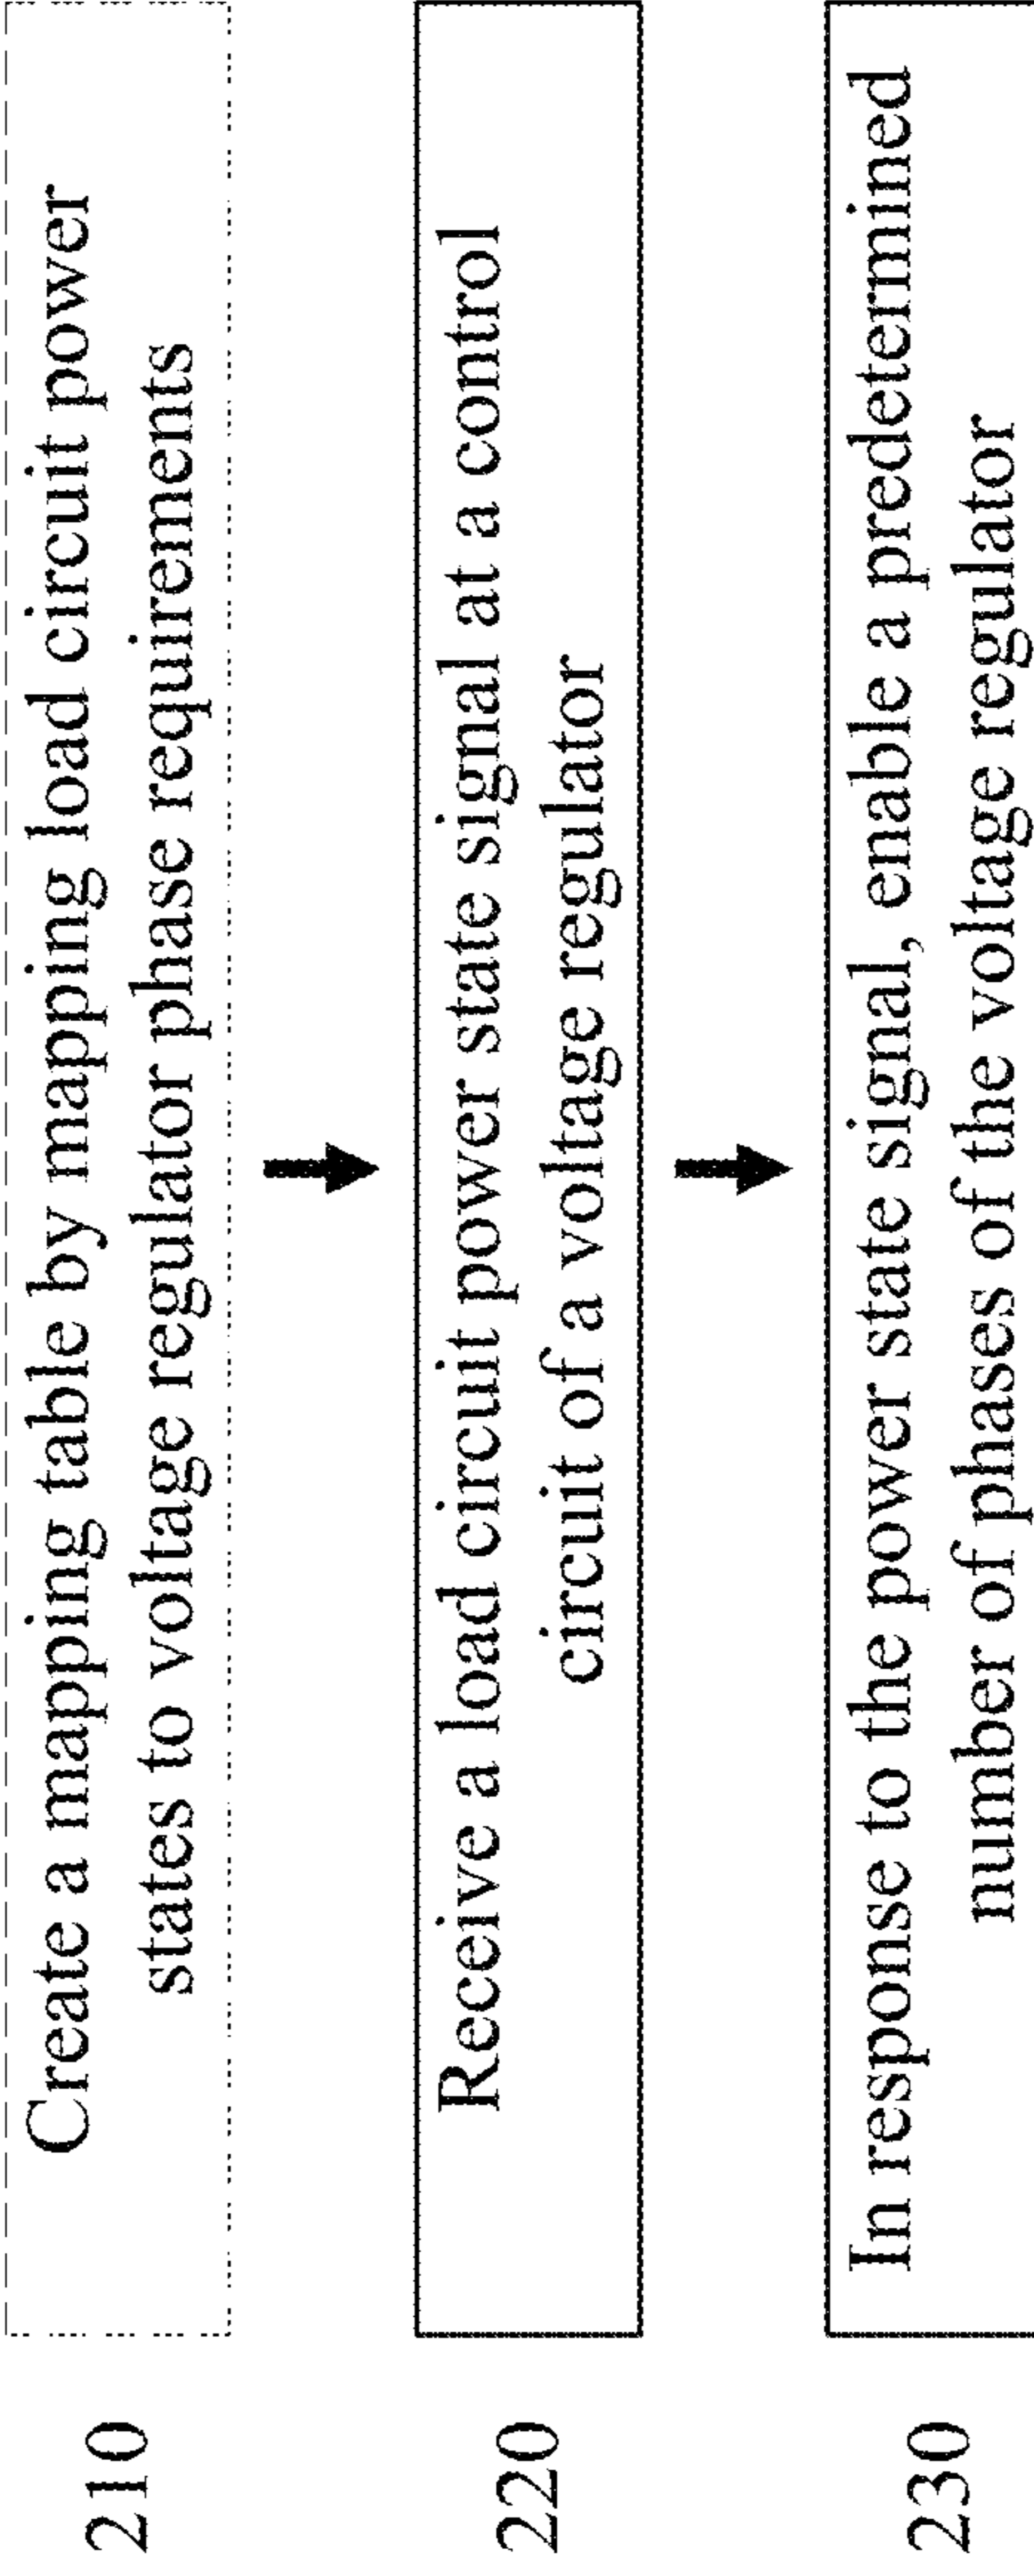 210
Create a mapping table by mapping load circuit power
states to voltage regulator phase requirements
220
Receive a load circuit power state signal at a control
circuit of a voltage regulator
230
In response to the power state signal, enable a predetermined
number of phases of the voltage regulator